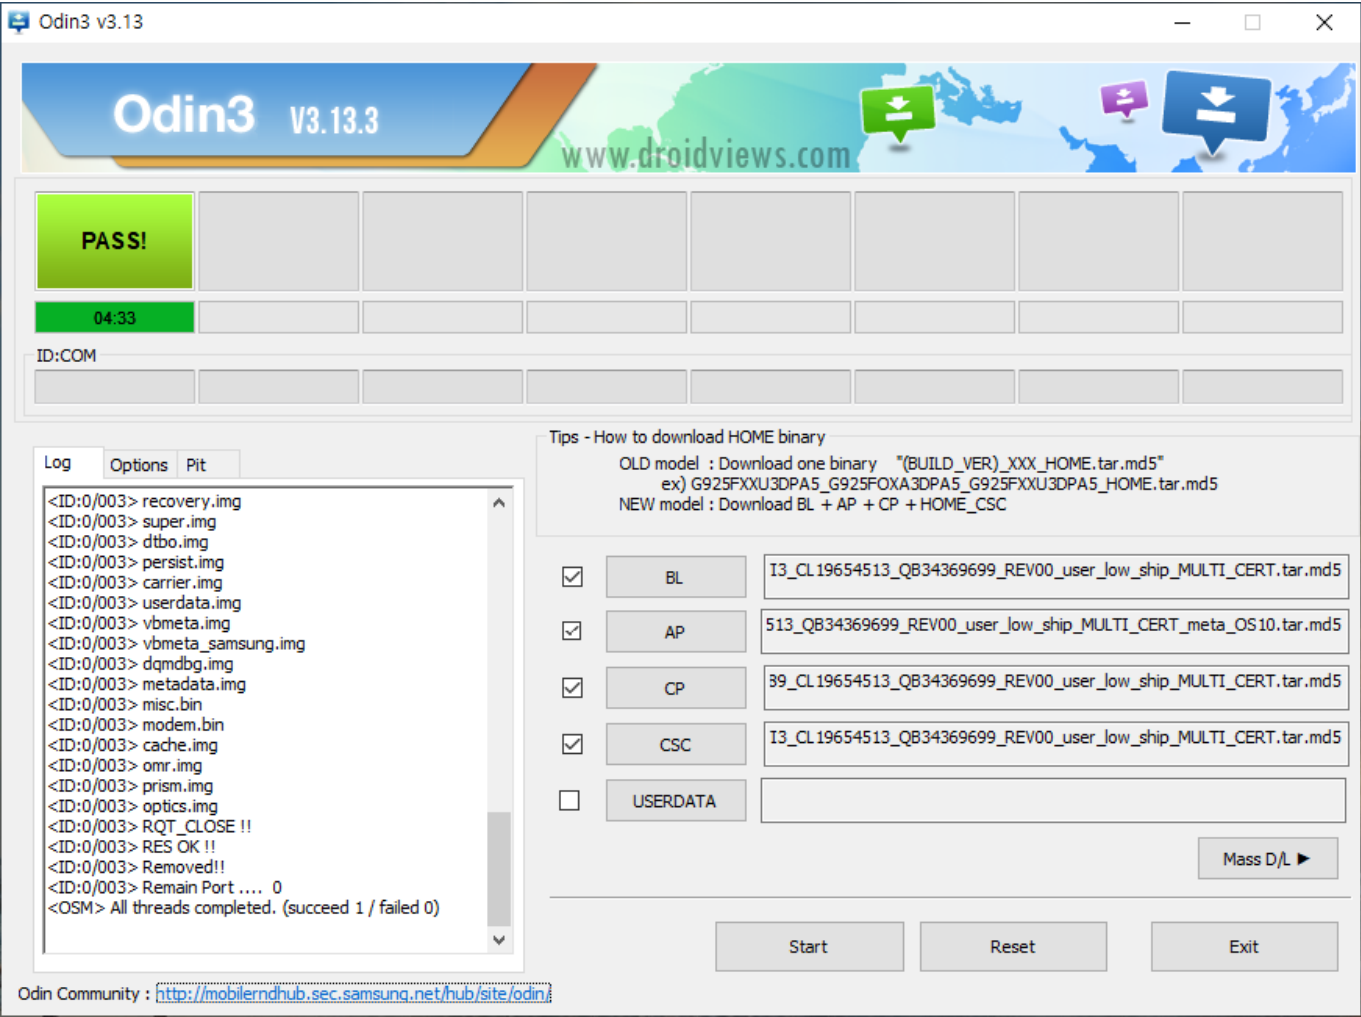 Odin3 v3.13
Odin3 V3.13.3
www.droidviews.com
PASS!
04:33
ID:COM
Log Options Pit
<ID:0/003> recovery.img
<ID:0/003> super.img
<ID:0/003> dtbo.img
<ID:0/003> persist.img
<ID:0/003> carrier.img
<ID:0/003> userdata.img
<ID:0/003> vbmeta.img
<ID:0/003> vbmeta_samsung.img
<ID:0/003> dqmdbg.img
<ID:0/003> metadata.img
<ID:0/003> misc.bin
<ID:0/003> modem.bin
<ID:0/003> cache.img
<ID:0/003> omr.img
<ID:0/003> prism.img
<ID:0/003> optics.img
<ID:0/003> RQT_CLOSE !!
<ID:0/003> RES OK !!
<ID:0/003> Removed!!
<ID:0/003> Remain Port .... 0
<OSM> All threads completed. (succeed 1 / failed 0)
Tips - How to download HOME binary
OLD model : Download one binary "(BUILD_VER)_XXX_HOME.tar.md5"
ex) G925FXXU3DPA5_G925FOXA3DPA5_G925FXXU3DPA5_HOME.tar.md5
NEW model : Download BL + AP + CP + HOME_CSC
BL I3_CL19654513_QB34369699_REV00_user_low_ship_MULTI_CERT.tar.md5
AP 513_QB34369699_REV00_user_low_ship_MULTI_CERT_meta_OS10.tar.md5
CP B9_CL19654513_QB34369699_REV00_user_low_ship_MULTI_CERT.tar.md5
CSC I3_CL19654513_QB34369699_REV00_user_low_ship_MULTI_CERT.tar.md5
USERDATA
Mass D/L ►
Start Reset Exit
Odin Community : http://mobilerndhub.sec.samsung.net/hub/site/odin/